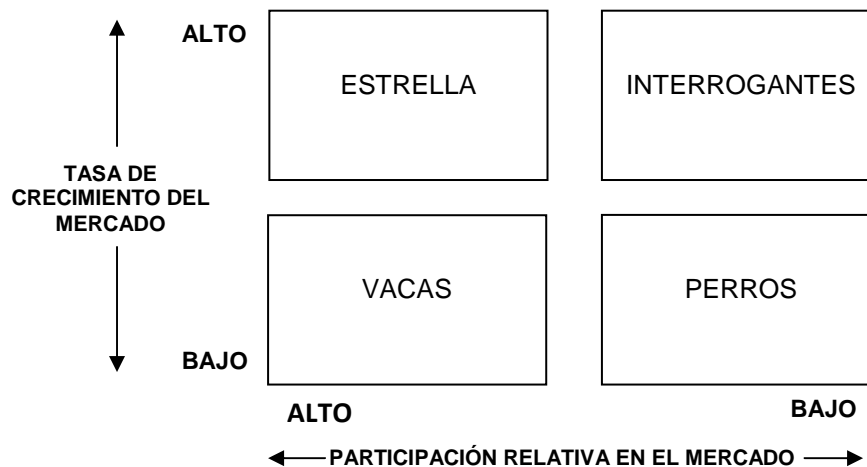 ALTO
ESTRELLA
INTERROGANTES
TASA DE
CRECIMIENTO DEL
MERCADO
VACAS
PERROS
BAJO
ALTO
BAJO
PARTICIPACIÓN RELATIVA EN EL MERCADO